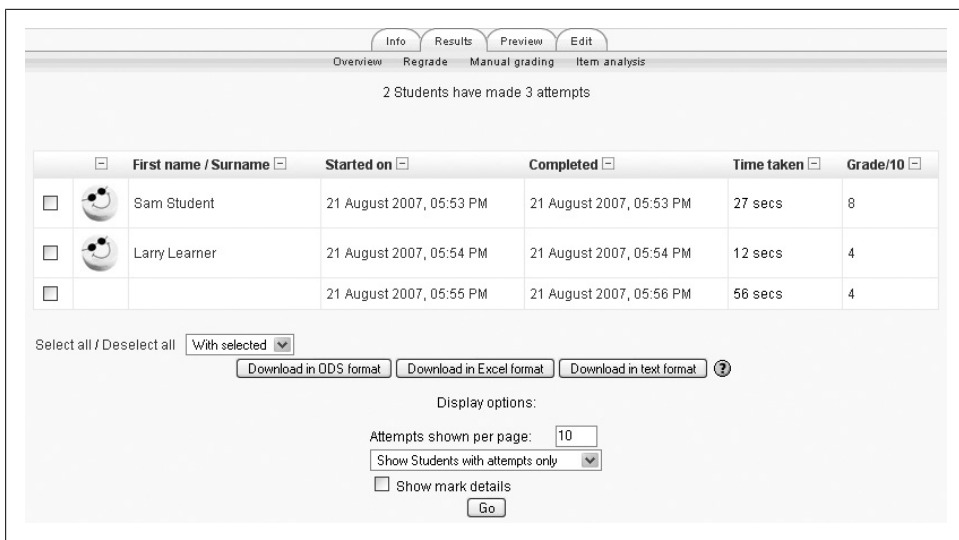 Info Results Preview Edit
Overview Regrade Manual grading Item analysis
2 Students have made 3 attempts
First name / Surname Started on Completed Time taken Grade/10
Sam Student 21 August 2007, 05:53 PM 21 August 2007, 05:53 PM 27 secs 8
Larry Learner 21 August 2007, 05:54 PM 21 August 2007, 05:54 PM 12 secs 4
21 August 2007, 05:55 PM 21 August 2007, 05:56 PM 56 secs 4
Select all / Deselect all With selected
Download in ODS format Download in Excel format Download in text format ?
Display options:
Attempts shown per page: 10
Show Students with attempts only
Show mark details
Go